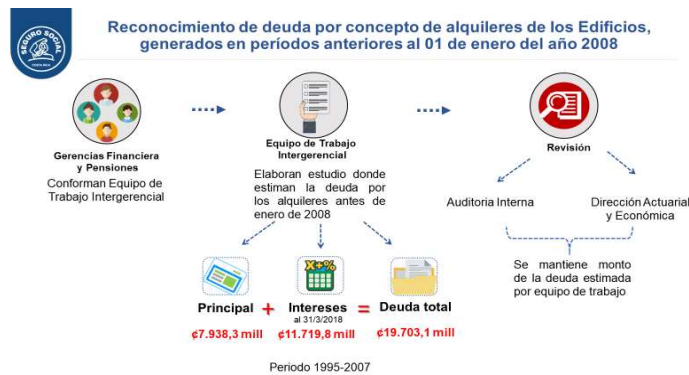 Reconocimiento de deuda por concepto de alquileres de los Edificios,
generados en períodos anteriores al 01 de enero del año 2008
SEGURO SOCIAL
COSTA RICA
Gerencias Financiera
y Pensiones
Conforman Equipo de
Trabajo Intergerencial
Equipo de Trabajo
Intergerencial
Elaboran estudio donde
estiman la deuda por
los alquileres antes de
enero de 2008
Revisión
Auditoria Interna
Dirección Actuarial
y Económica
Se mantiene monto
de la deuda estimada
por equipo de trabajo
X+%
Principal + Intereses = Deuda total
al 31/3/2018
¢7.938,3 mill ¢11.719,8 mill ¢19.703,1 mill
Periodo 1995-2007